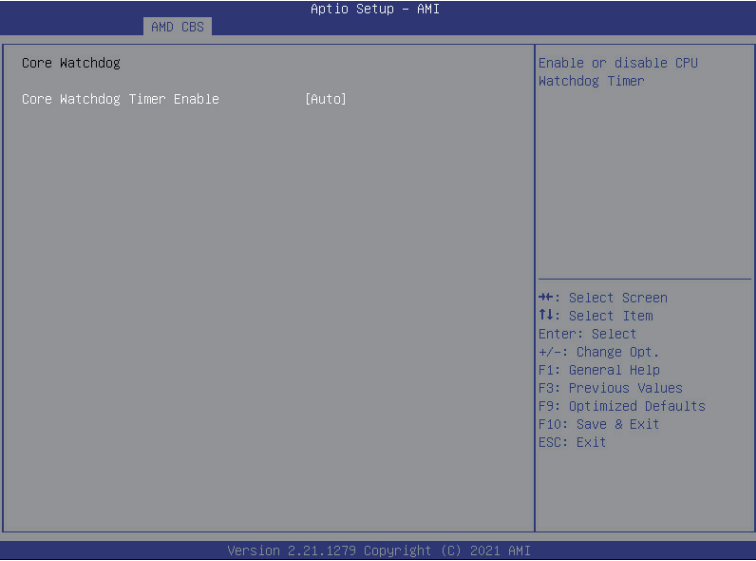 Aptio Setup – AMI
AMD CBS
Core Watchdog
Core Watchdog Timer Enable [Auto]
Enable or disable CPU
Watchdog Timer
→←: Select Screen
↑↓: Select Item
Enter: Select
+/-: Change Opt.
F1: General Help
F3: Previous Values
F9: Optimized Defaults
F10: Save & Exit
ESC: Exit
Version 2.21.1279 Copyright (C) 2021 AMI